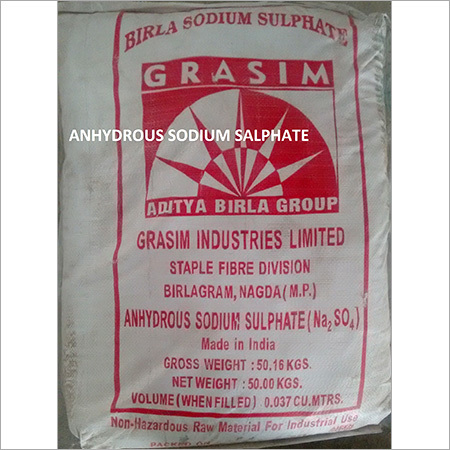 BIRLA SODIUM SULPHATE
GRASIM
ANHYDROUS SODIUM SALPHATE
ADITYA BIRLA GROUP
GRASIM INDUSTRIES LIMITED
STAPLE FIBRE DIVISION
BIRLAGRAM, NAGDA (M.P.)
ANHYDROUS SODIUM SULPHATE (Na₂SO₄)
Made in India
GROSS WEIGHT : 50.16 KGS.
NET WEIGHT : 50.00 KGS.
VOLUME (WHEN FILLED) 0.037 CU.MTRS.
Non-Hazardous Raw Material For Industrial Use